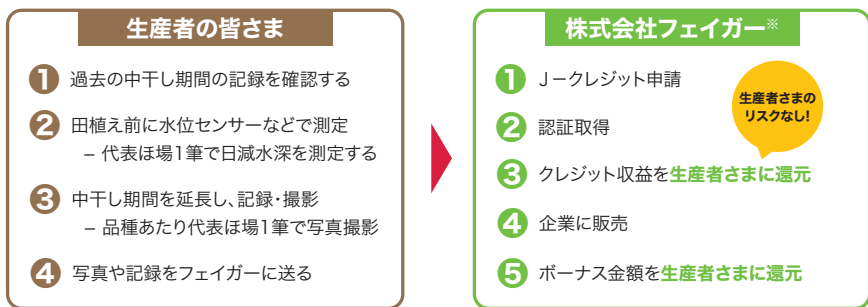 生産者の皆さま
1 過去の中干し期間の記録を確認する
2 田植え前に水位センサーなどで測定
– 代表ほ場1筆で日減水深を測定する
3 中干し期間を延長し、記録・撮影
– 品種あたり代表ほ場1筆で写真撮影
4 写真や記録をフェイガーに送る
株式会社フェイガー※
1 Jークレジット申請
生産者さまの
リスクなし!
2 認証取得
3 クレジット収益を生産者さまに還元
4 企業に販売
5 ボーナス金額を生産者さまに還元